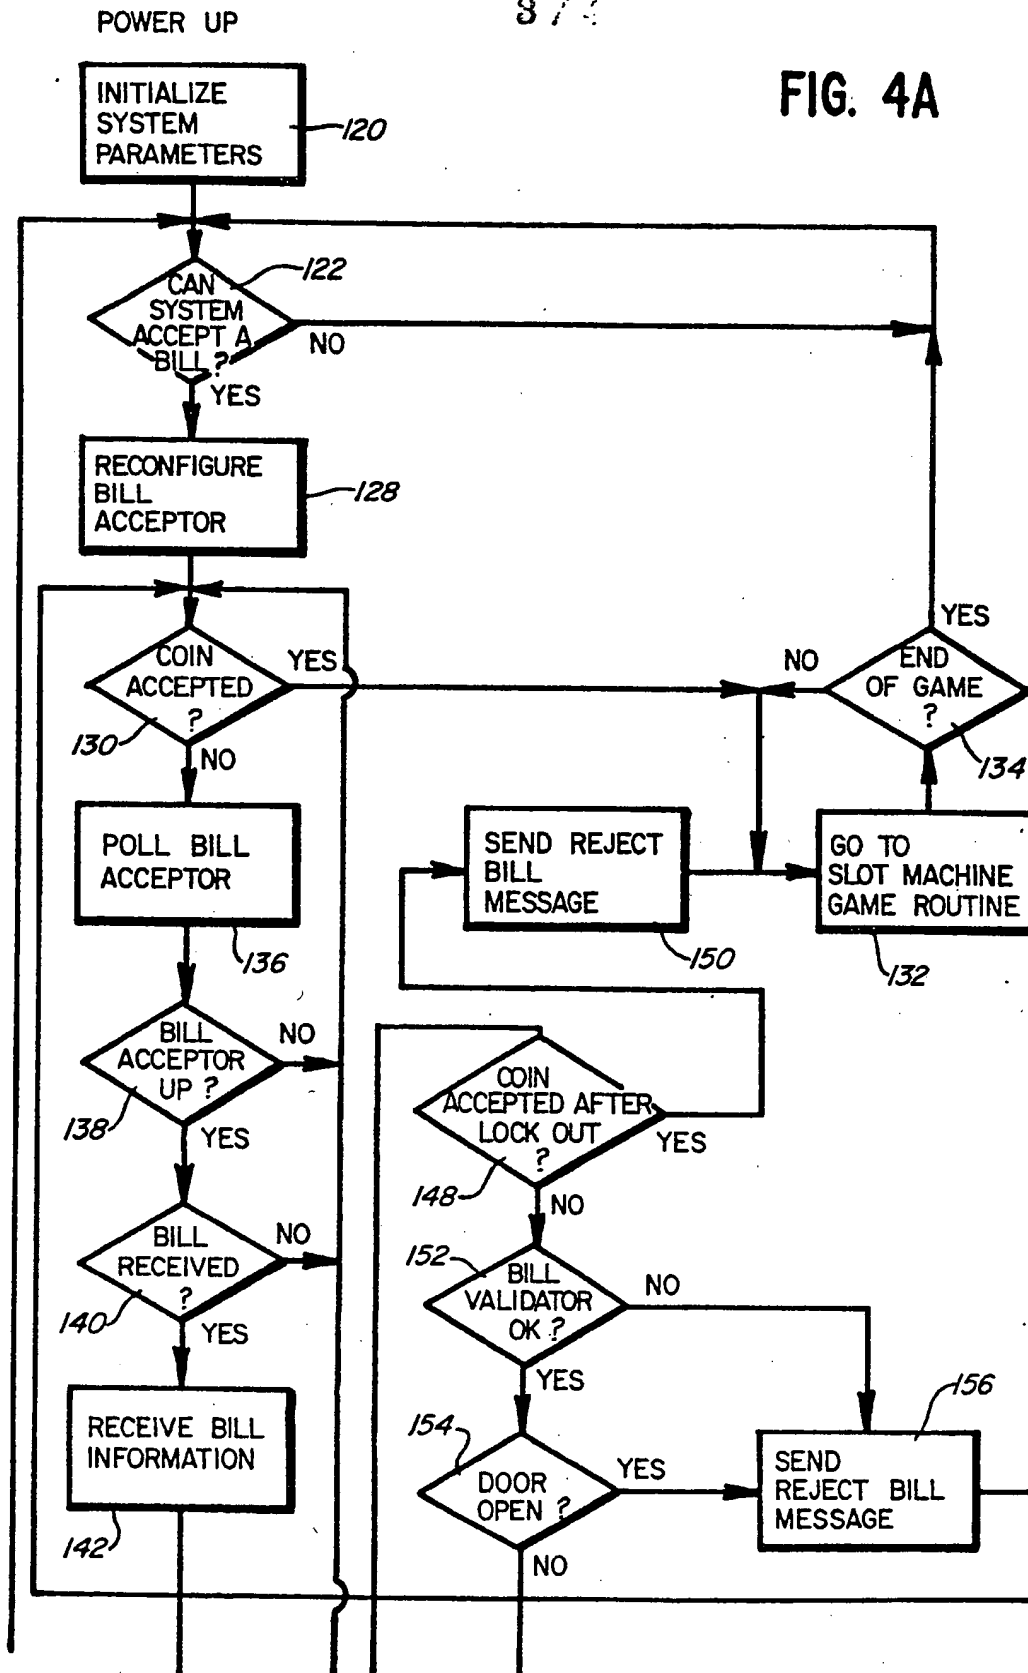 POWER UP
FIG. 4A
INITIALIZE
SYSTEM
PARAMETERS
120
122
CAN
SYSTEM
ACCEPT A
BILL ?
NO
YES
RECONFIGURE
BILL
ACCEPTOR
128
COIN
ACCEPTED
?
YES
130
NO
NO
END
OF GAME
?
YES
134
POLL BILL
ACCEPTOR
136
SEND REJECT
BILL
MESSAGE
150
GO TO
SLOT MACHINE
GAME ROUTINE
132
BILL
ACCEPTOR
UP ?
NO
138
YES
COIN
ACCEPTED AFTER
LOCK OUT
?
YES
148
NO
BILL
RECEIVED
?
NO
140
YES
152
BILL
VALIDATOR
OK ?
NO
YES
RECEIVE BILL
INFORMATION
142
154
DOOR
OPEN ?
YES
NO
156
SEND
REJECT BILL
MESSAGE